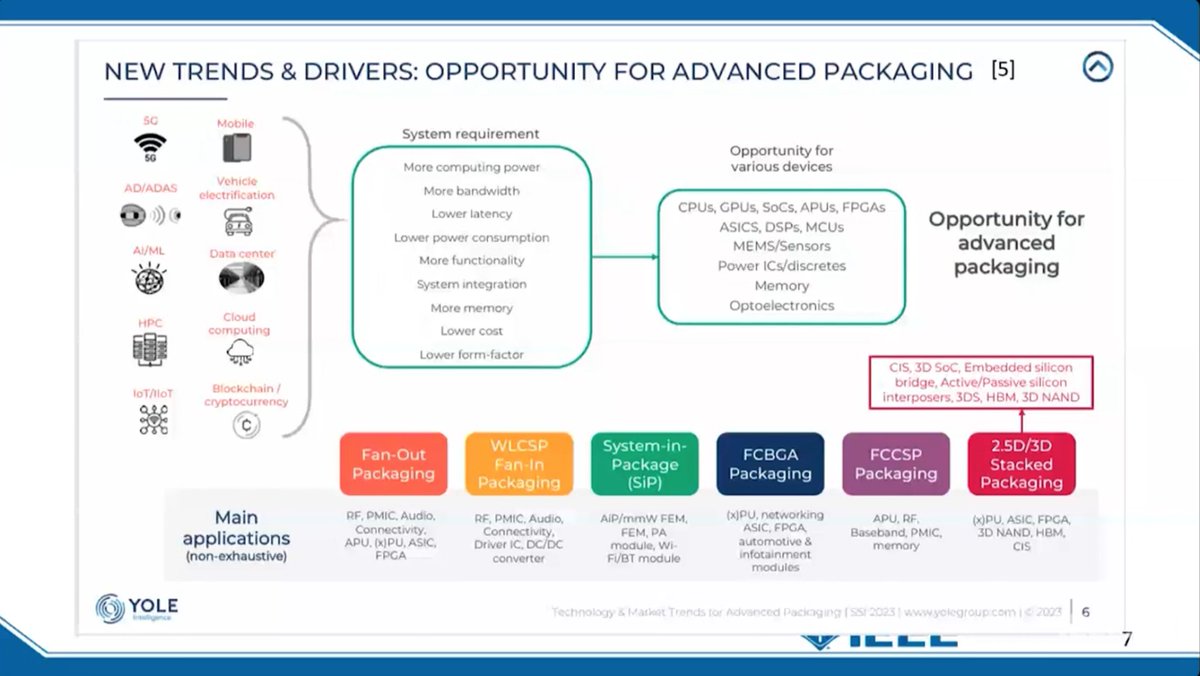 NEW TRENDS & DRIVERS: OPPORTUNITY FOR ADVANCED PACKAGING [5]
5G
5G
Mobile
AD/ADAS
Vehicle
electrification
AI/ML
Data center
HPC
Cloud
computing
IoT/IIoT
Blockchain /
cryptocurrency
System requirement
More computing power
More bandwidth
Lower latency
Lower power consumption
More functionality
System integration
More memory
Lower cost
Lower form-factor
Opportunity for
various devices
CPUs, GPUs, SoCs, APUs, FPGAs
ASICS, DSPs, MCUs
MEMS/Sensors
Power ICs/discretes
Memory
Optoelectronics
Opportunity for
advanced
packaging
CIS, 3D SoC, Embedded silicon
bridge, Active/Passive silicon
interposers, 3DS, HBM, 3D NAND
Fan-Out
Packaging
WLCSP
Fan-In
Packaging
System-in-
Package
(SiP)
FCBGA
Packaging
FCCSP
Packaging
2.5D/3D
Stacked
Packaging
Main
applications
(non-exhaustive)
RF, PMIC, Audio,
Connectivity,
APU, (x)PU, ASIC,
FPGA
RF, PMIC, Audio,
Connectivity,
Driver IC, DC/DC
converter
AiP/mmW FEM,
FEM, PA
module, Wi-
Fi/BT module
(x)PU, networking
ASIC, FPGA,
automotive &
infotainment
modules
APU, RF,
Baseband, PMIC,
memory
(x)PU, ASIC, FPGA,
3D NAND, HBM,
CIS
YOLE
Intelligence
Technology & Market Trends for Advanced Packaging | SSI 2023 | www.yolegroup.com | © 2023
6
IEEE
7